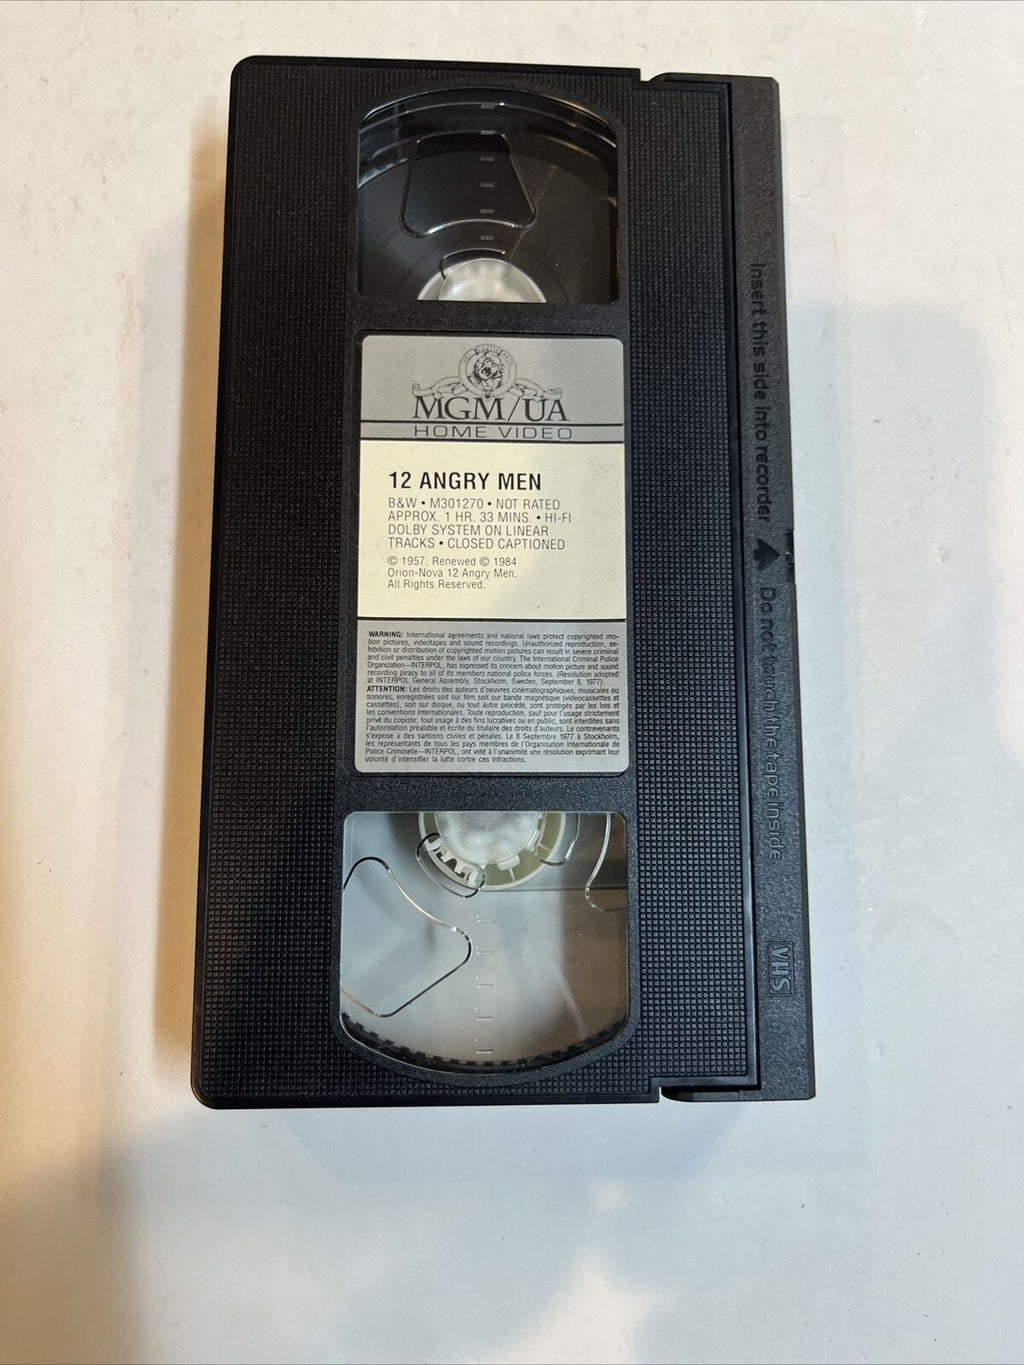 MGM/UA
HOME VIDEO
12 ANGRY MEN
B&W • M301270 • NOT RATED
APPROX. 1 HR. 33 MINS. • HI-FI
DOLBY SYSTEM ON LINEAR
TRACKS • CLOSED CAPTIONED
© 1957, Renewed © 1984
Orion-Nova 12 Angry Men.
All Rights Reserved.
WARNING: International agreements and national laws protect copyrighted mo-
tion pictures, videotapes and sound recordings. Unauthorized reproduction, ex-
hibition or distribution of copyrighted motion pictures can result in severe criminal
and civil penalties under the laws of our country. The International Criminal Police
Organization—INTERPOL, has expressed its concern about motion picture and sound
recording piracy to all of its members national police forces. (Resolution adopted
at INTERPOL General Assembly, Stockholm, Sweden, September 8, 1977).
ATTENTION: Les droits des auteurs d'oeuvres cinématographiques, musicales ou
sonores, enregistrées soit sur film soit sur bande magnétique (videocassettes et
cassettes), soit sur disque, ou tout autre procédé, sont protégés par les lois et
les conventions internationales. Toute reproduction, sauf pour l'usage strictement
privé du copiste, tout usage à des fins lucratives ou en public, sont interdites sans
l'autorisation préalable et écrite du titulaire des droits d'auteurs. Le contrevenants
s'expose à des santions civiles et pénales. Le 8 Septembre 1977 à Stockholm,
les représentants de tous les pays membres de l'Organisation Internationale de
Police Criminelle—INTERPOL, ont voté à l'unanimité une résolution exprimant leur
volonté d'intensifier la lutte contre ces infractions.
Insert this side into recorder
Do not touch the tape inside
VHS